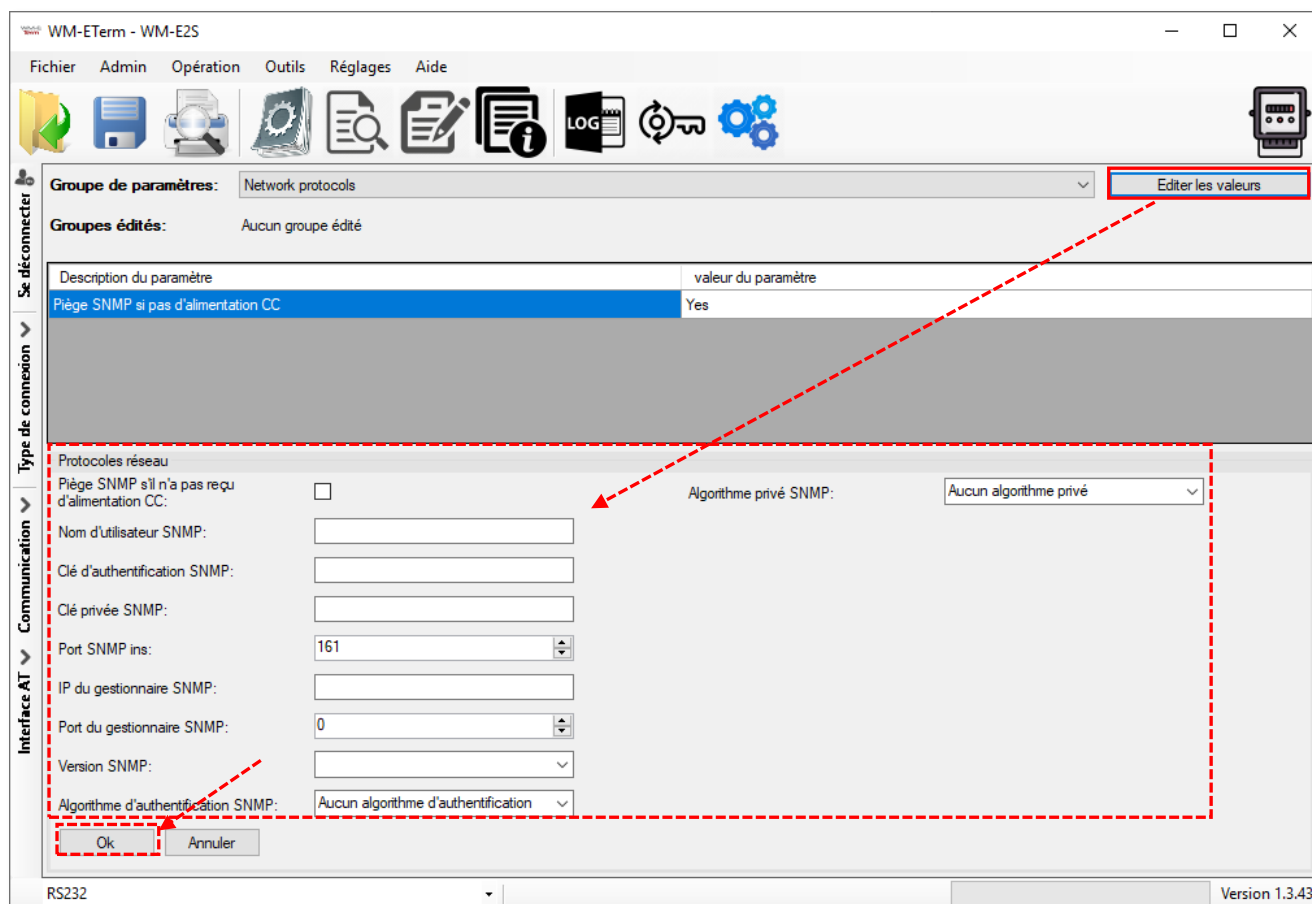 WM-ETerm - WM-E2S
Fichier Admin Opération Outils Réglages Aide
LOG
Se déconnecter
Type de connexion
Communication
Interface AT
Groupe de paramètres: Network protocols Editer les valeurs
Groupes édités: Aucun groupe édité
Description du paramètre valeur du paramètre
Piège SNMP si pas d'alimentation CC Yes
Protocoles réseau
Piège SNMP s'il n'a pas reçu
d'alimentation CC:
Algorithme privé SNMP: Aucun algorithme privé
Nom d'utilisateur SNMP:
Clé d'authentification SNMP:
Clé privée SNMP:
Port SNMP ins: 161
IP du gestionnaire SNMP:
Port du gestionnaire SNMP: 0
Version SNMP:
Algorithme d'authentification SNMP: Aucun algorithme d'authentification
Ok Annuler
RS232 Version 1.3.43